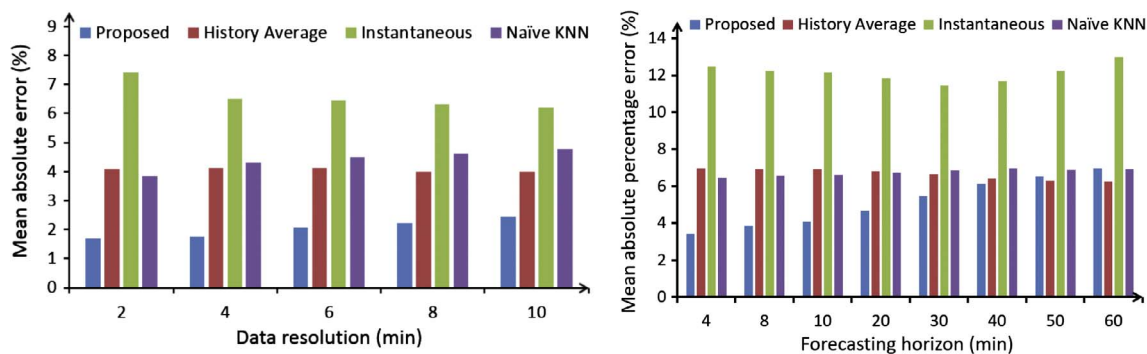 Mean absolute error (%)
9
8
7
6
5
4
3
2
1
0
Proposed History Average Instantaneous Naïve KNN
2 4 6 8 10
Data resolution (min)
Mean absolute percentage error (%)
14
12
10
8
6
4
2
0
Proposed History Average Instantaneous Naïve KNN
4 8 10 20 30 40 50 60
Forecasting horizon (min)